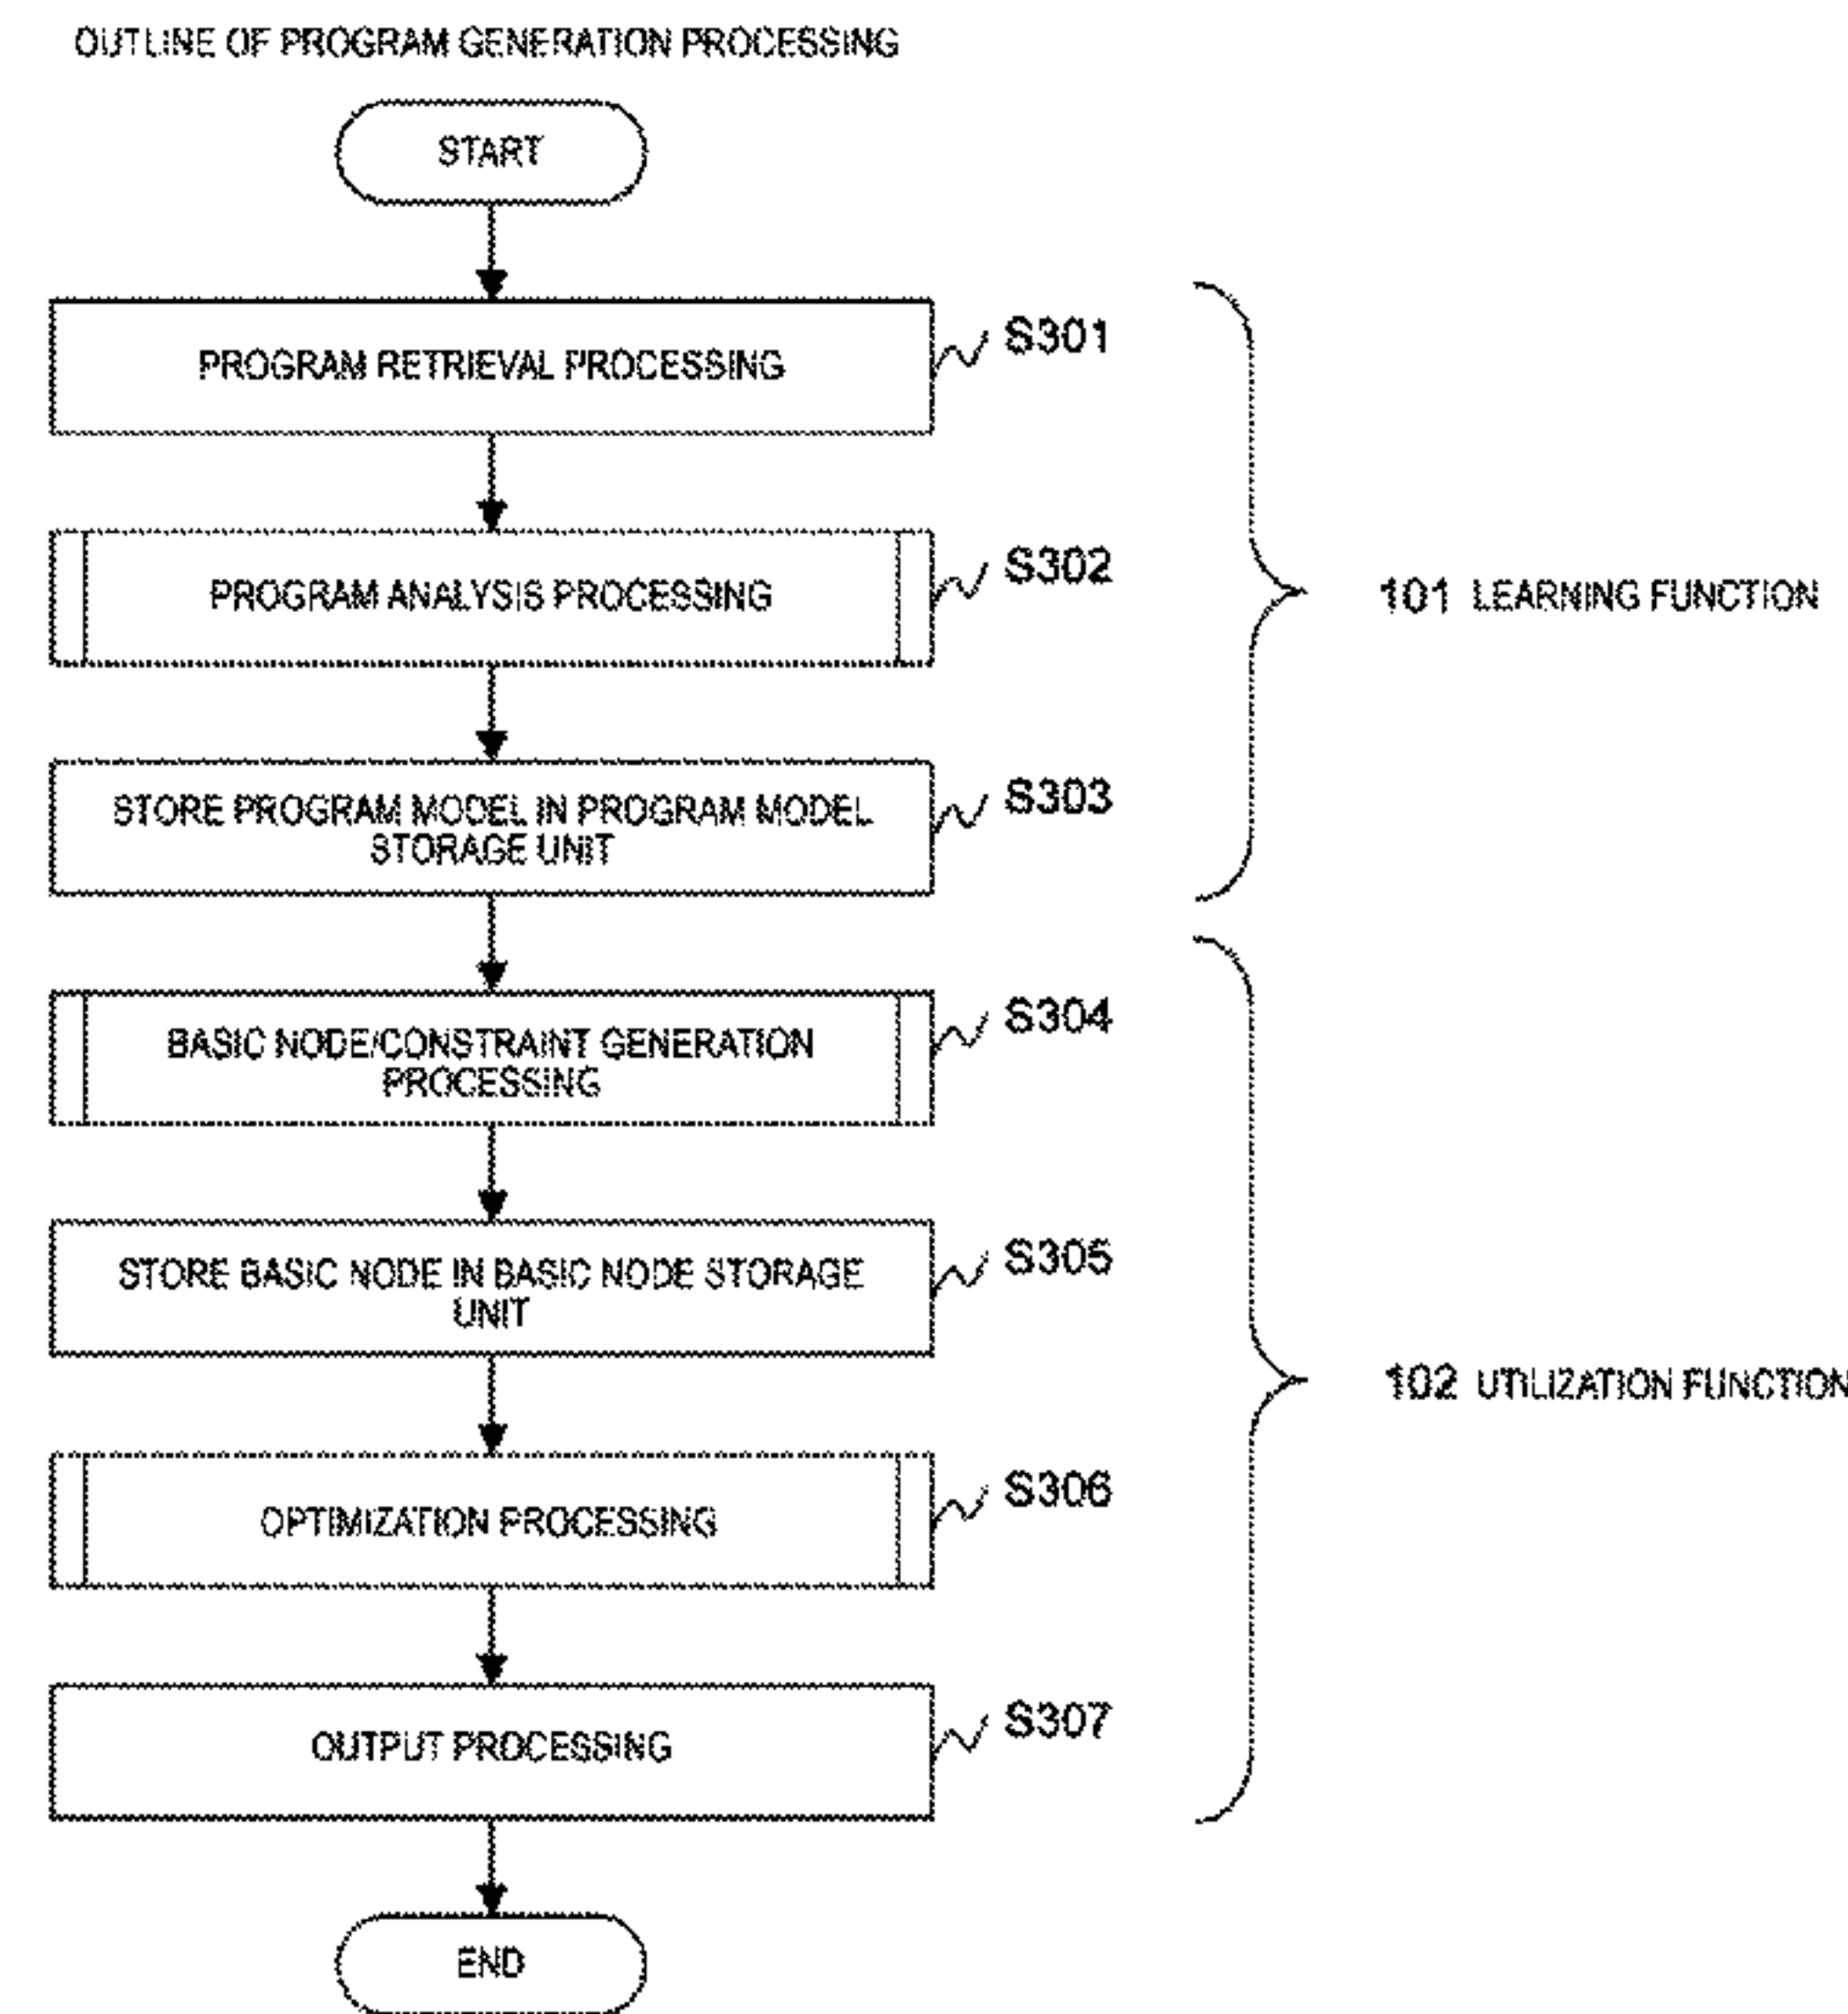 OUTLINE OF PROGRAM GENERATION PROCESSING
START
PROGRAM RETRIEVAL PROCESSING
S301
PROGRAM ANALYSIS PROCESSING
S302
101 LEARNING FUNCTION
STORE PROGRAM MODEL IN PROGRAM MODEL
STORAGE UNIT
S303
BASIC NODE/CONSTRAINT GENERATION
PROCESSING
S304
STORE BASIC NODE IN BASIC NODE STORAGE
UNIT
S305
102 UTILIZATION FUNCTION
OPTIMIZATION PROCESSING
S306
OUTPUT PROCESSING
S307
END